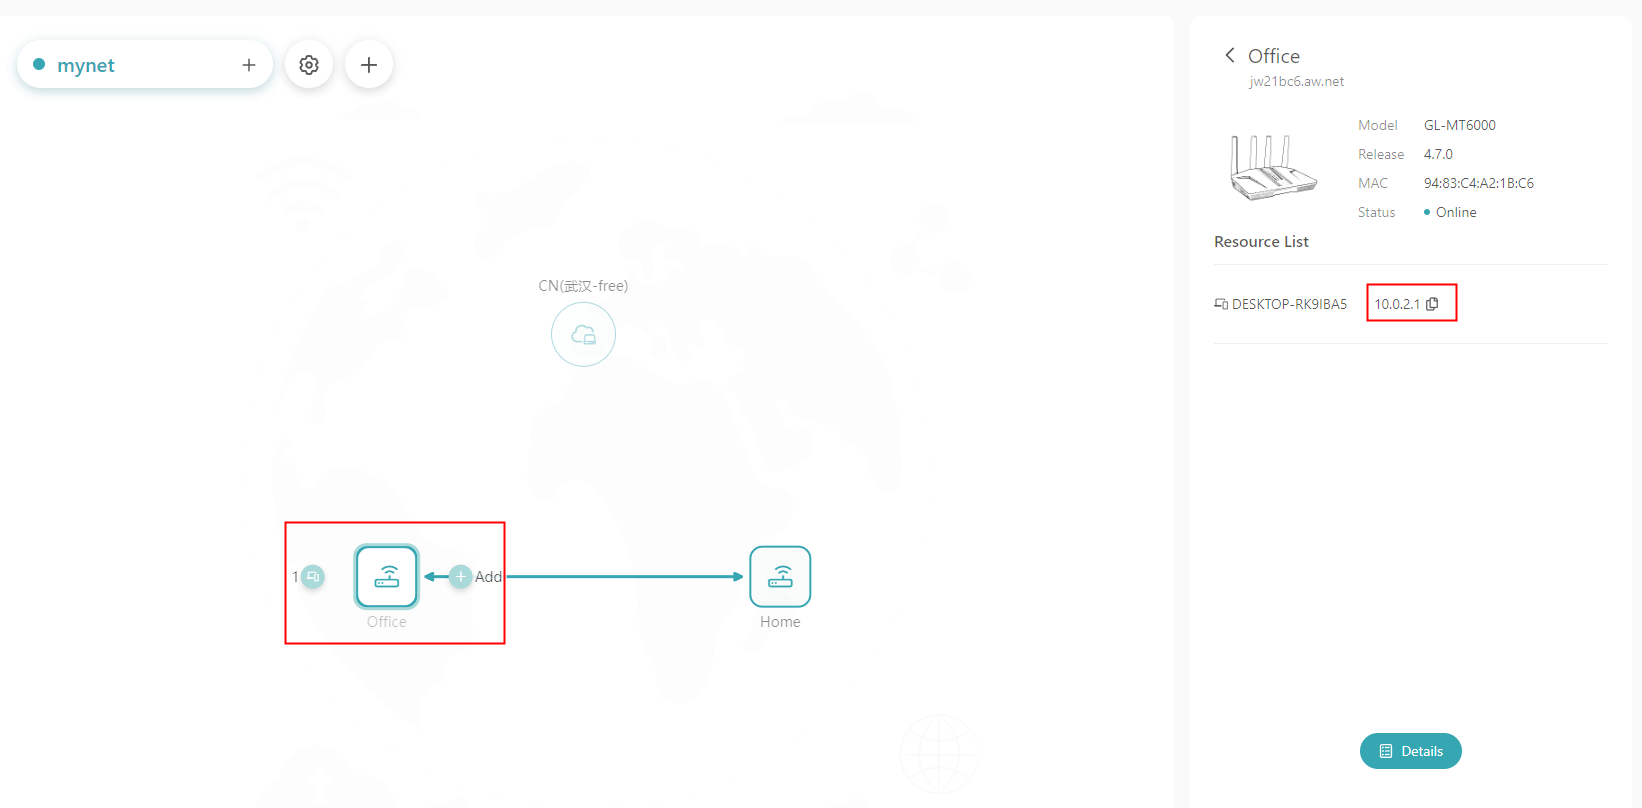 mynet
CN(武汉-free)
1
Add
Office
Home
Office
jw21bc6.aw.net
Model GL-MT6000
Release 4.7.0
MAC 94:83:C4:A2:1B:C6
Status Online
Resource List
DESKTOP-RK9IBA5 10.0.2.1
Details